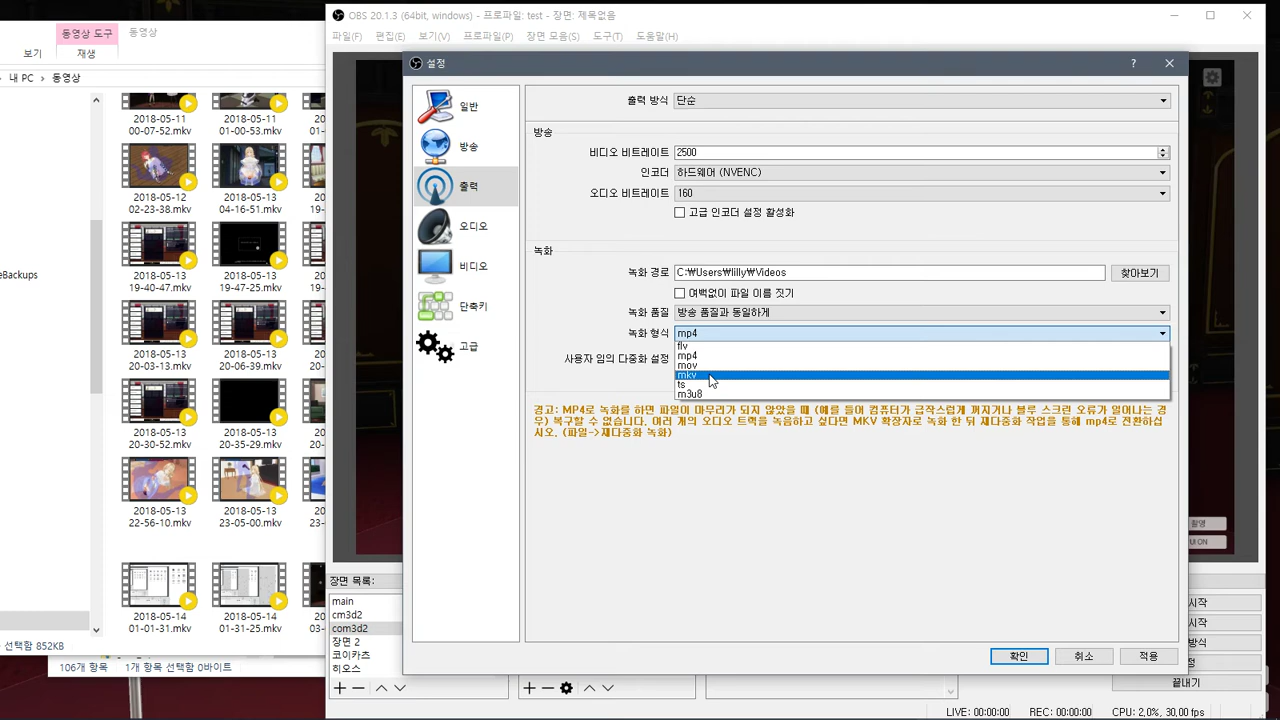 동영상 도구
동영상
보기
재생
내 PC > 동영상
eBackups
2018-05-11
00-07-52.mkv
2018-05-11
01-00-53.mkv
2018-05-12
02-23-38.mkv
2018-05-13
04-16-51.mkv
2018-05-13
19-40-47.mkv
2018-05-13
19-47-25.mkv
2018-05-13
20-06-39.mkv
2018-05-13
20-16-38.mkv
2018-05-13
20-30-52.mkv
2018-05-13
20-35-29.mkv
2018-05-13
22-56-10.mkv
2018-05-13
23-05-00.mkv
2018-05-14
01-01-31.mkv
2018-05-14
01-31-25.mkv
선택함 852KB
106개 항목
1개 항목 선택함 0바이트
OBS 20.1.3 (64bit, windows) - 프로파일: test - 장면: 제목없음
파일(F)
편집(E)
보기(V)
프로파일(P)
장면 모음(S)
도구(T)
도움말(H)
설정
일반
방송
출력
오디오
비디오
단축키
고급
출력 방식
단순
방송
비디오 비트레이트
2500
인코더
하드웨어 (NVENC)
오디오 비트레이트
160
고급 인코더 설정 활성화
녹화
녹화 경로
C:₩Users₩lilly₩Videos
찾아보기
여백없이 파일 이름 짓기
녹화 품질
방송 품질과 동일하게
녹화 형식
mp4
flv
mp4
mov
mkv
ts
m3u8
사용자 임의 다중화 설정
경고: MP4로 녹화를 하면 파일이 마무리가 되지 않았을 때 (예를 들어 컴퓨터가 급작스럽게 꺼지거나 블루 스크린 오류가 일어나는 경
우) 복구할 수 없습니다. 여러 개의 오디오 트랙을 녹음하고 싶다면 MKV 확장자로 녹화 한 뒤 재다중화 작업을 통해 mp4로 전환하십
시오. (파일->재다중화 녹화)
확인
취소
적용
장면 목록:
main
cm3d2
com3d2
장면 2
코이카츠
히오스
촬영
UI ON
시작
시작
방식
정
끝내기
LIVE: 00:00:00
REC: 00:00:00
CPU: 2,0%, 30,00 fps